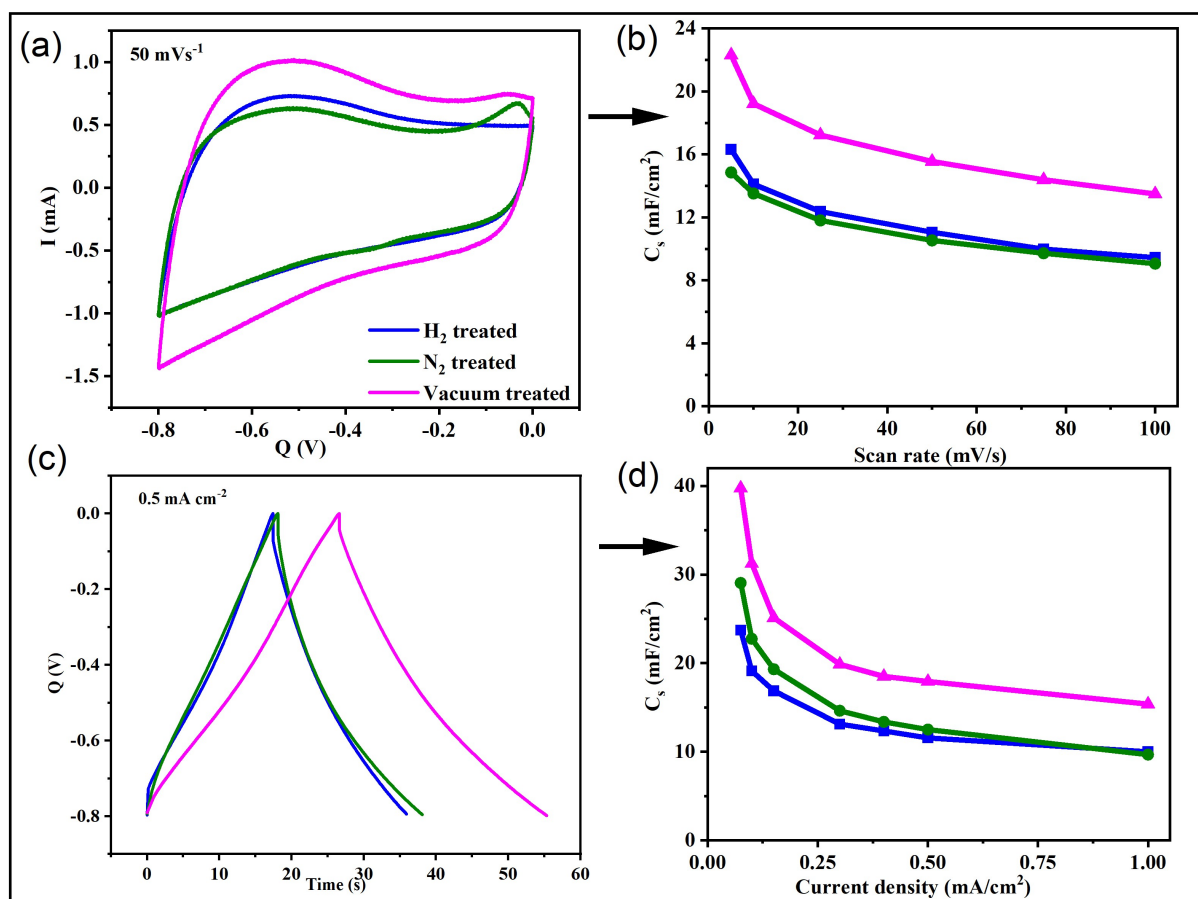 (a)
50 mVs⁻¹
1.0
0.5
0.0
-0.5
-1.0
-1.5
I (mA)
-0.8 -0.6 -0.4 -0.2 0.0
Q (V)
H₂ treated
N₂ treated
Vacuum treated
(b)
24
20
16
12
8
4
0
Cₛ (mF/cm²)
0 20 40 60 80 100
Scan rate (mV/s)
(c)
0.5 mA cm⁻²
0.0
-0.2
-0.4
-0.6
-0.8
Q (V)
0 10 20 30 40 50 60
Time (s)
(d)
40
30
20
10
0
Cₛ (mF/cm²)
0.00 0.25 0.50 0.75 1.00
Current density (mA/cm²)